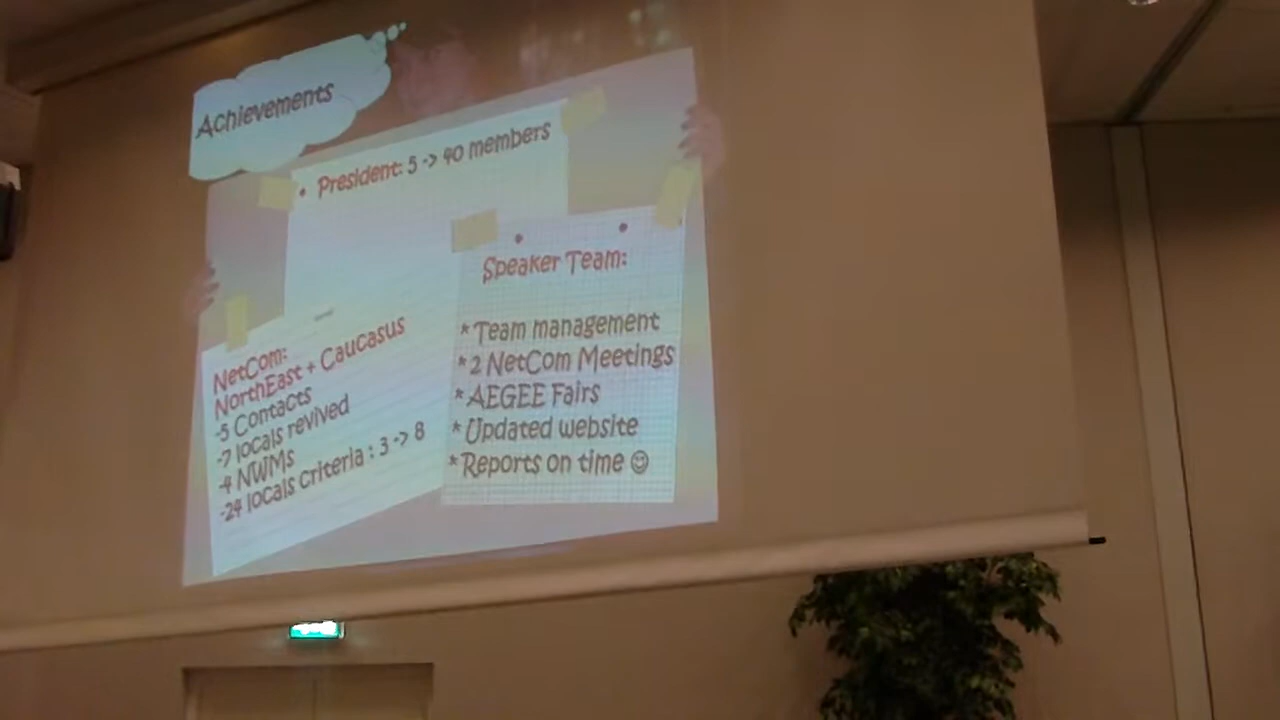 Achievements
• President: 5 -> 40 members
NetCom:
NorthEast + Caucasus
-5 Contacts
-7 locals revived
-4 NWMs
-24 locals criteria : 3 -> 8
Speaker Team:
* Team management
* 2 NetCom Meetings
* AEGEE Fairs
* Updated website
* Reports on time ☺